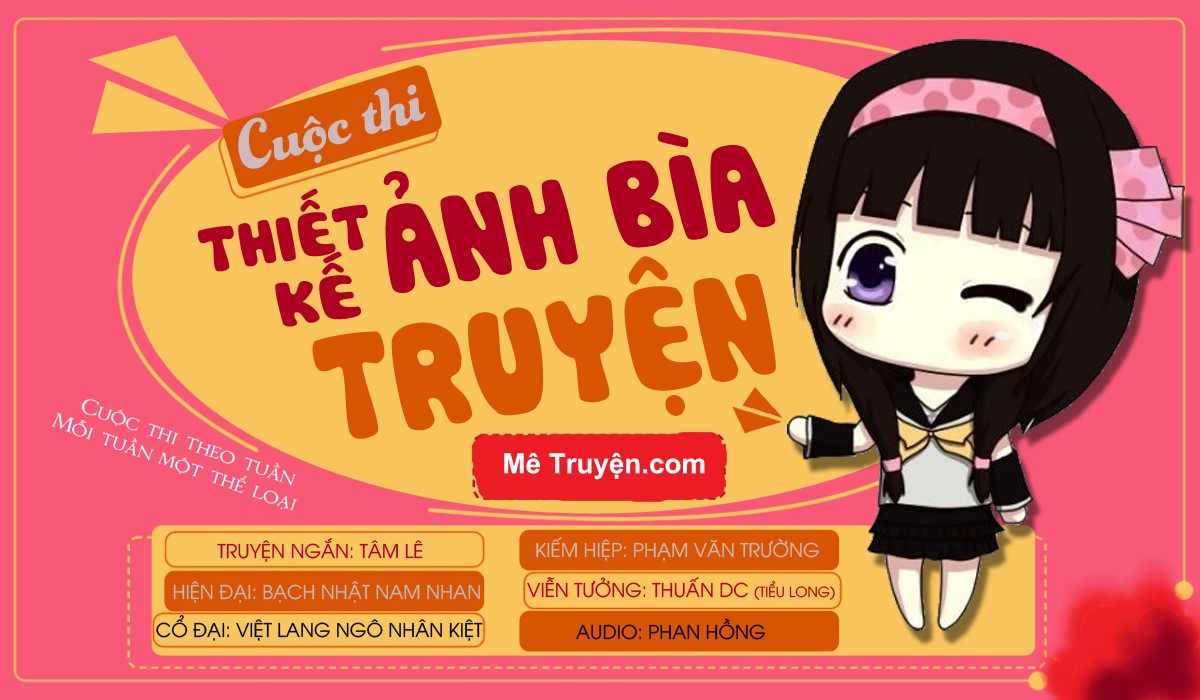 Cuộc thi
THIẾT KẾ
ẢNH BÌA
TRUYỆN
CUỘC THI THEO TUẦN
MỖI TUẦN MỘT THỂ LOẠI
Mê Truyện.com
TRUYỆN NGẮN: TÂM LÊ
HIỆN ĐẠI: BẠCH NHẬT NAM NHAN
CỔ ĐẠI: VIỆT LANG NGÔ NHÂN KIỆT
KIẾM HIỆP: PHẠM VĂN TRƯỜNG
VIỄN TƯỞNG: THUẤN DC (TIỂU LONG)
AUDIO: PHAN HỒNG